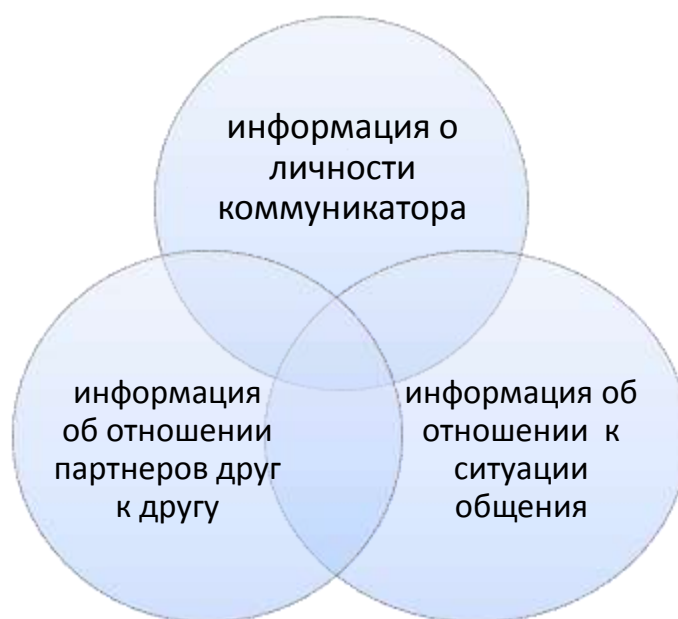 информация о
личности
коммуникатора
информация
об отношении
партнеров друг
к другу
информация об
отношении к
ситуации
общения